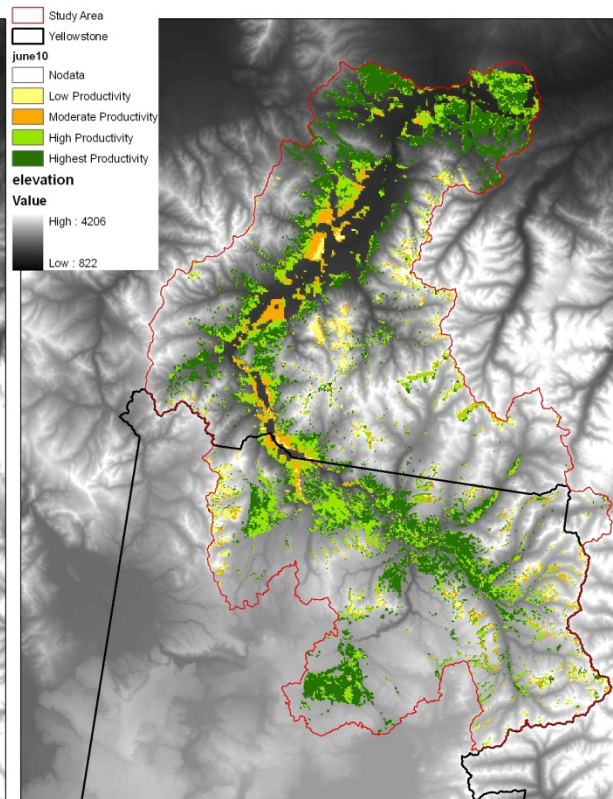 Study Area
Yellowstone
june10
Nodata
Low Productivity
Moderate Productivity
High Productivity
Highest Productivity
elevation
Value
High : 4206
Low : 822